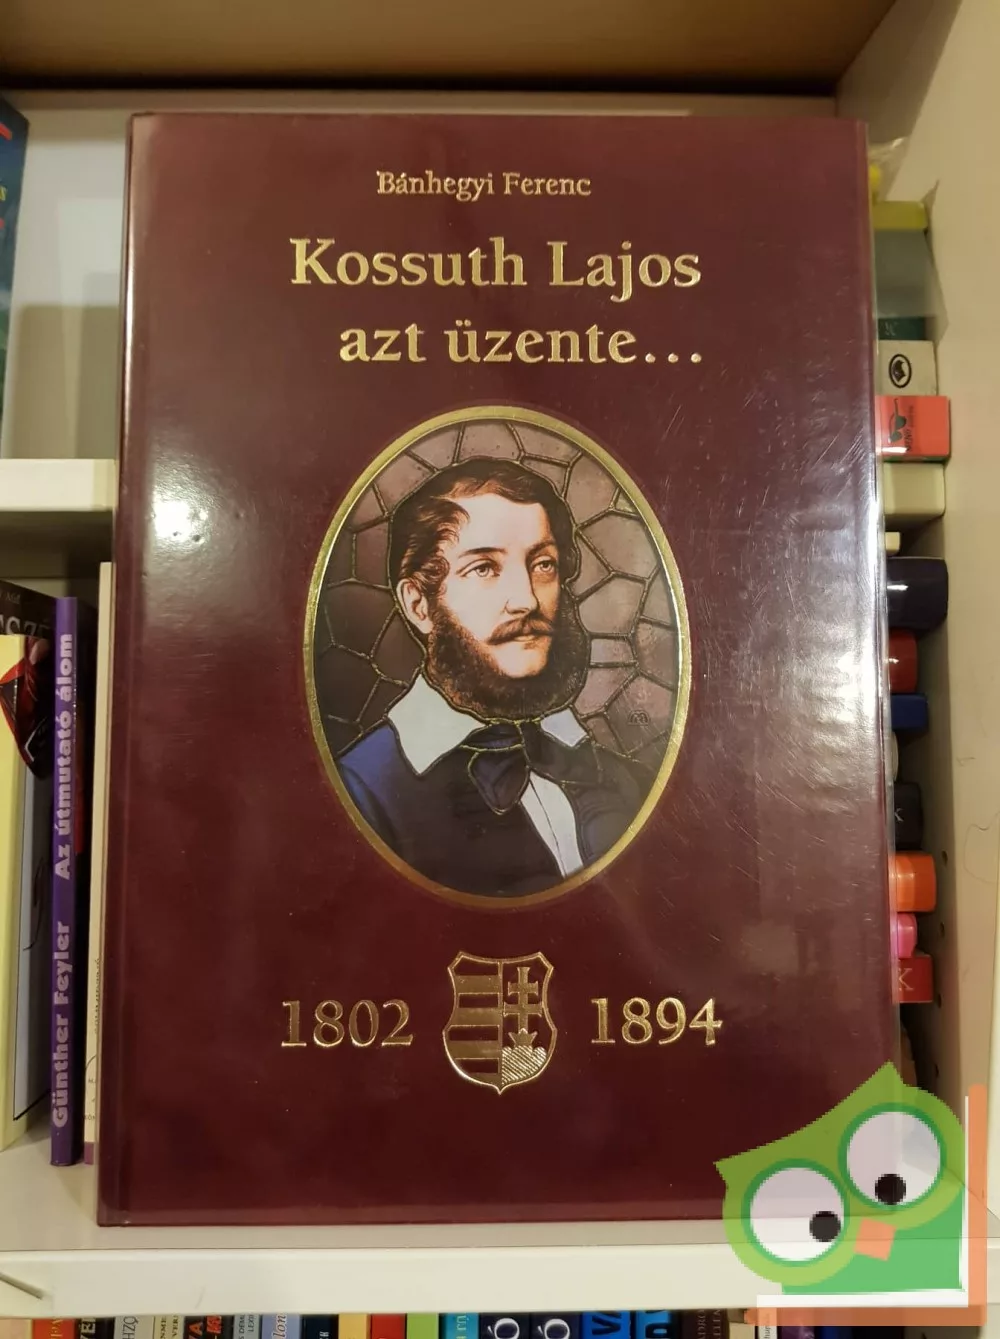 Bánhegyi Ferenc
Kossuth Lajos
azt üzente...
1802
1894
Günther Feyler Az útmutató álom
K